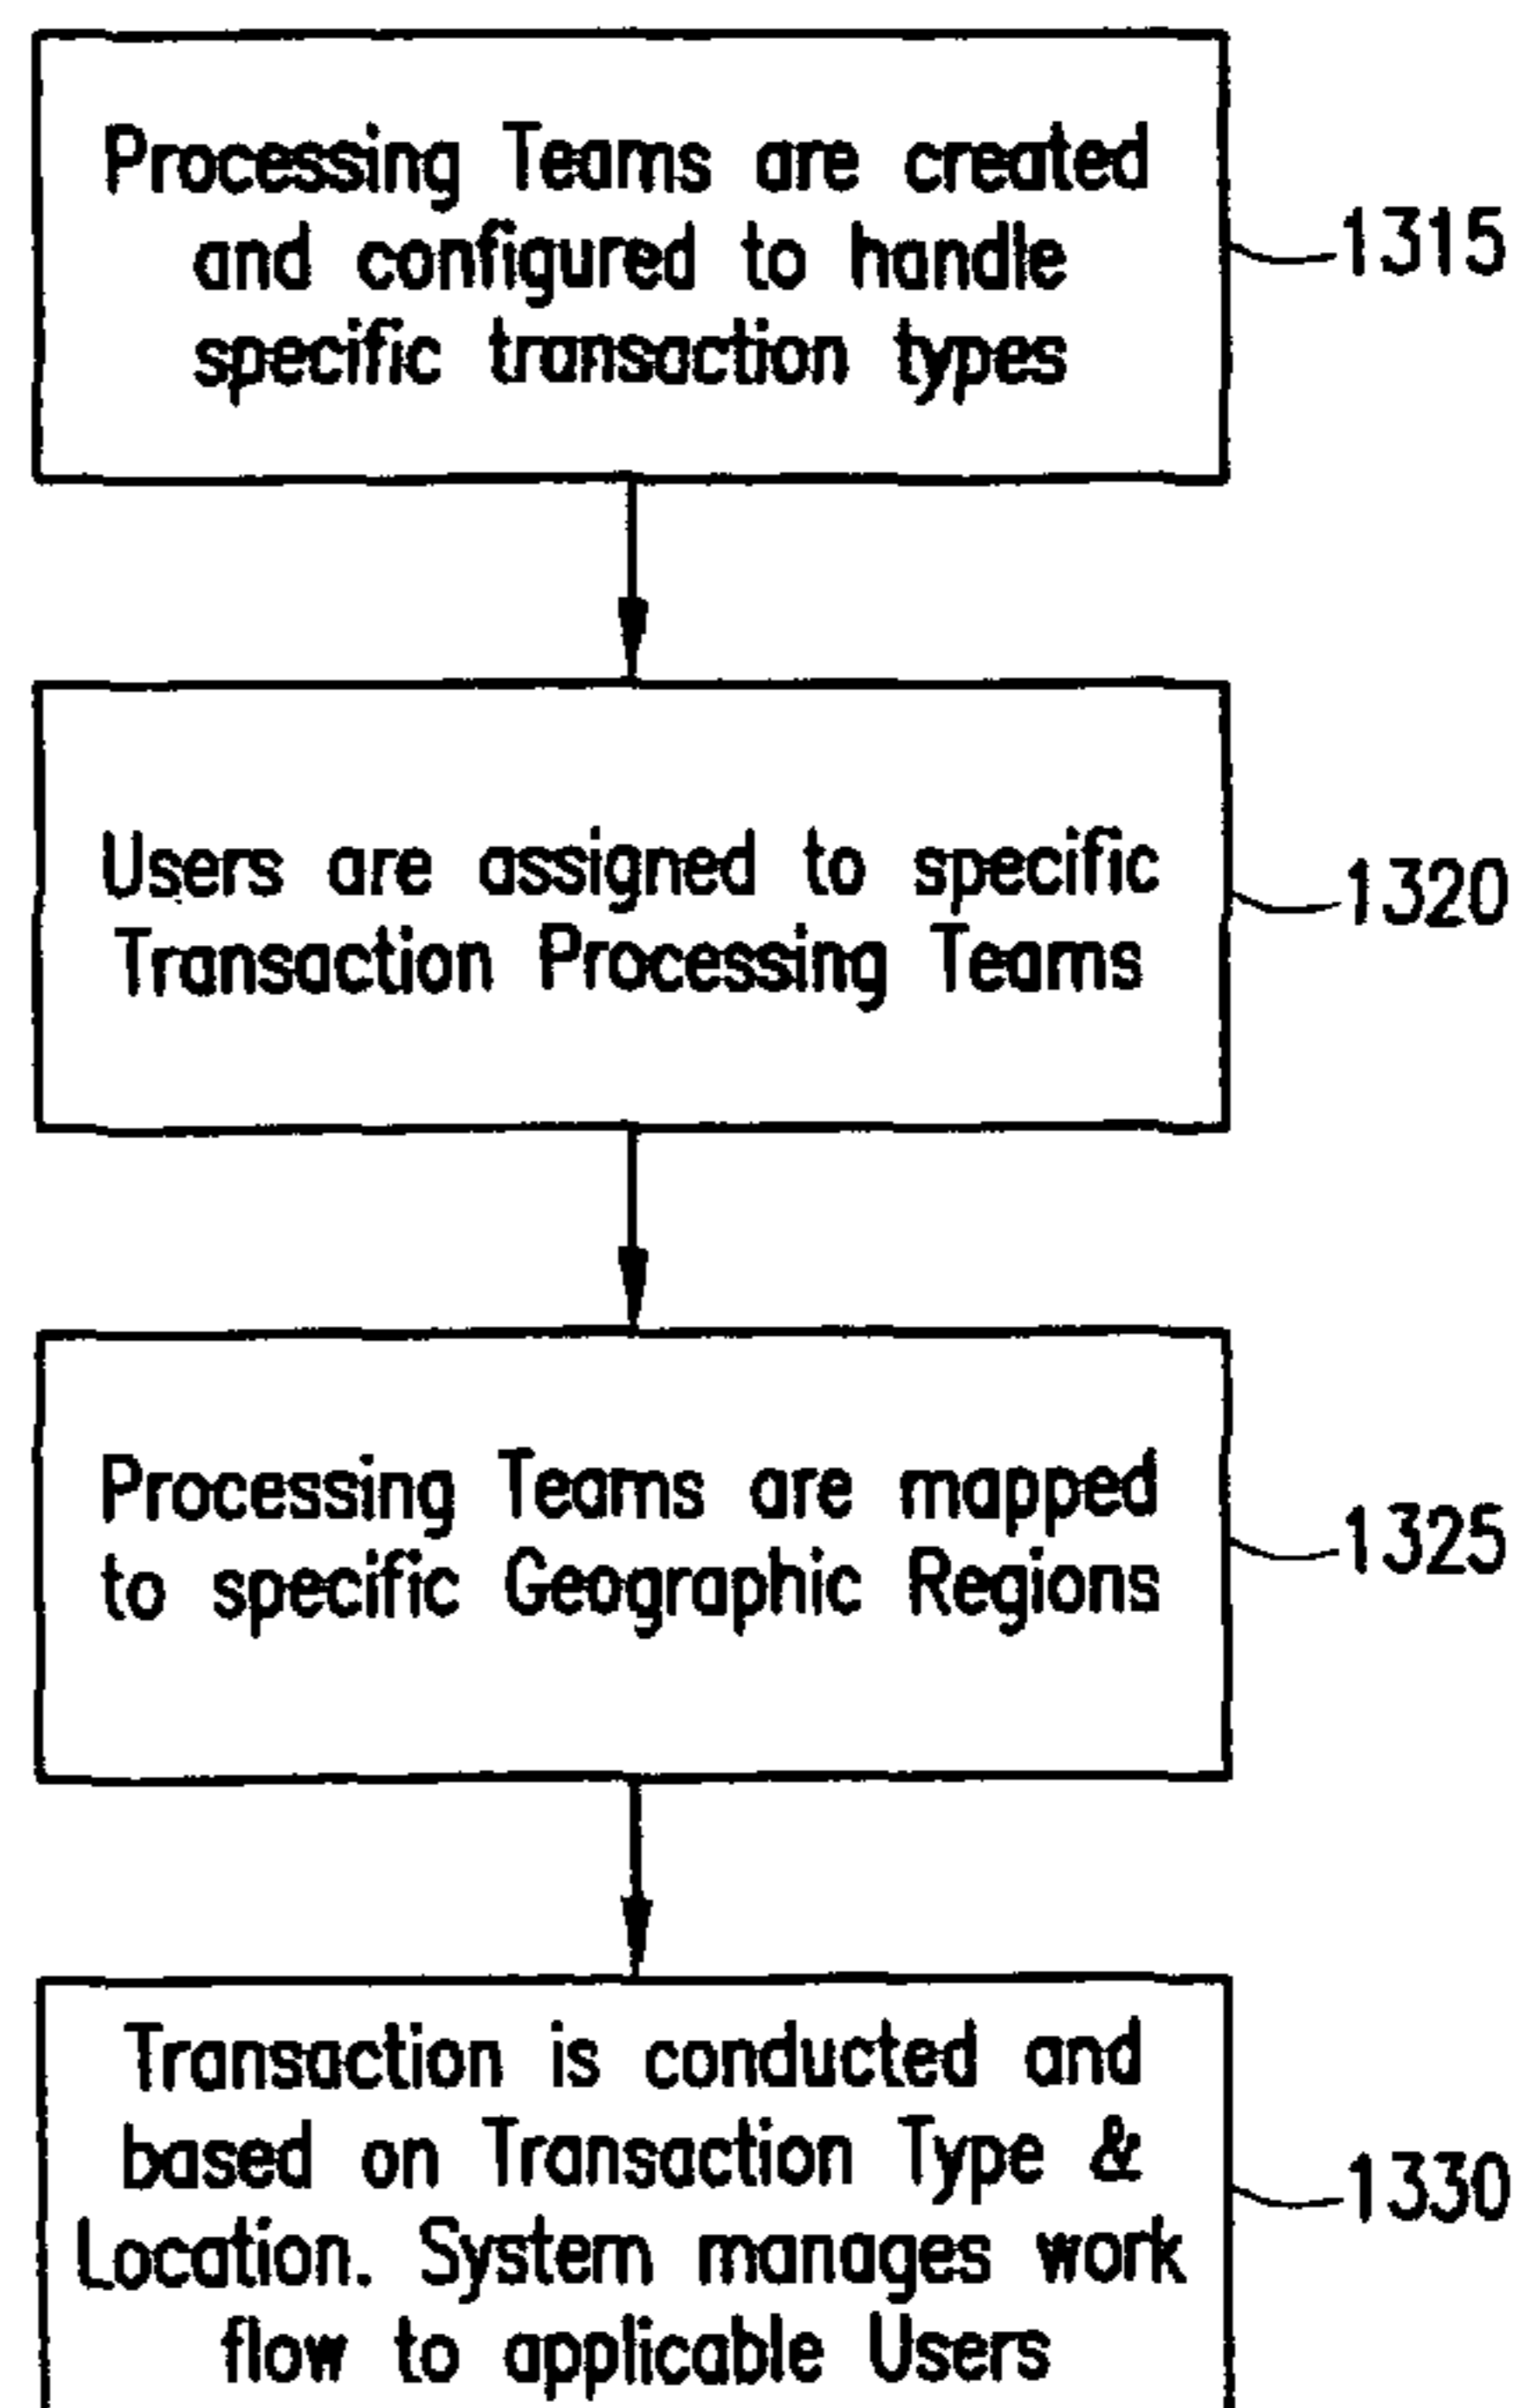 Processing Teams are created
and configured to handle
specific transaction types
1315
Users are assigned to specific
Transaction Processing Teams
1320
Processing Teams are mapped
to specific Geographic Regions
1325
Transaction is conducted and
based on Transaction Type &
Location. System manages work
flow to applicable Users
1330